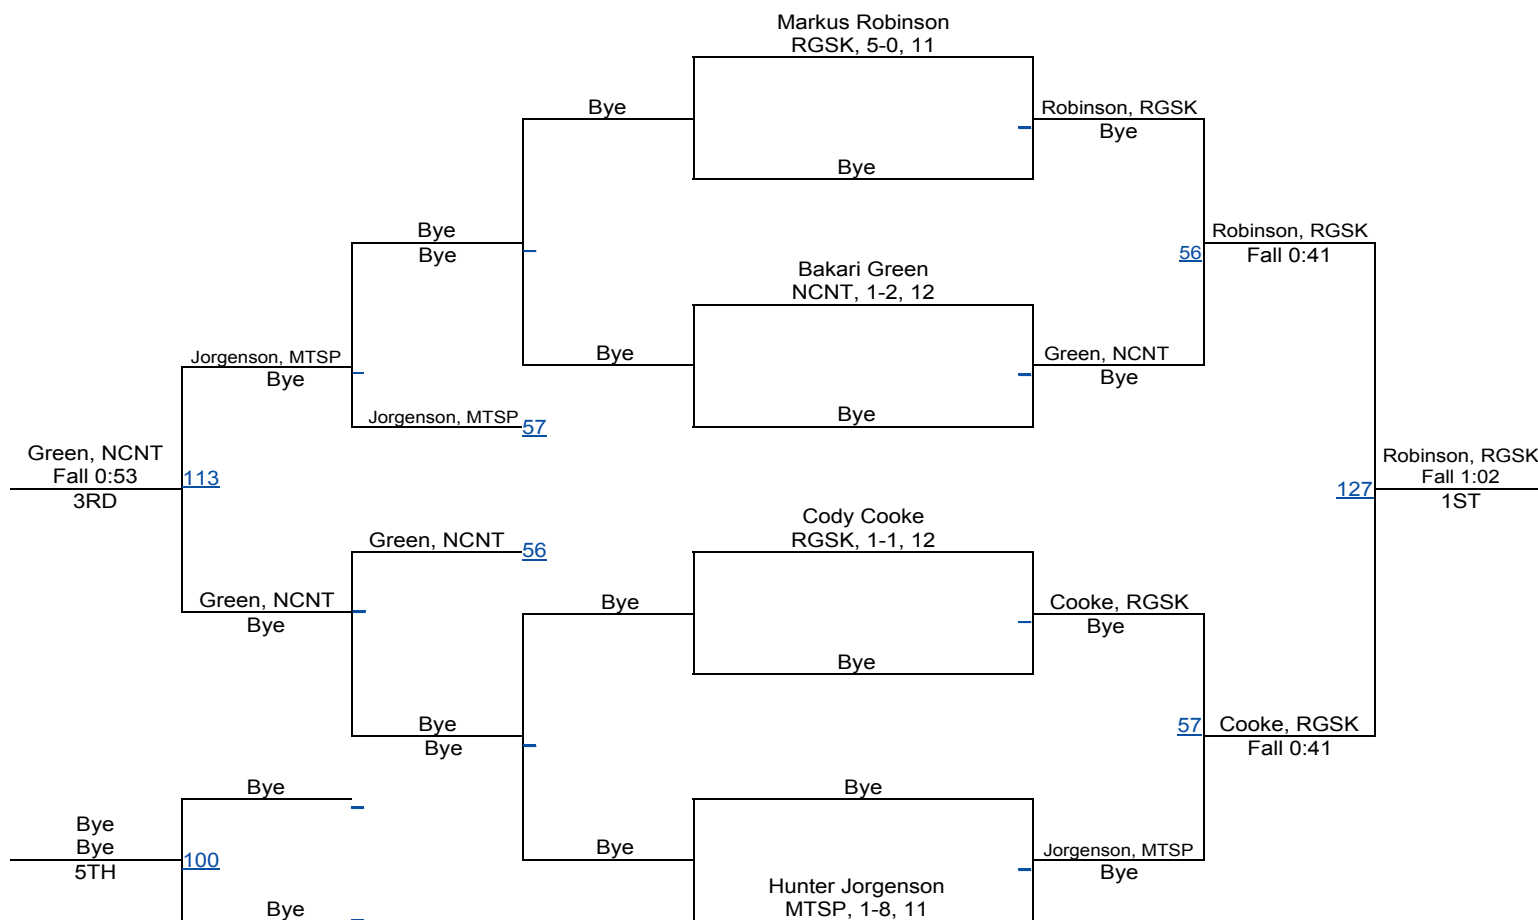 Markus Robinson
RGSK, 5-0, 11
Bye
Robinson, RGSK
Bye
Bye
Bye
Bye
Robinson, RGSK
56
Fall 0:41
Bakari Green
NCNT, 1-2, 12
Bye
Green, NCNT
Jorgenson, MTSP
Bye
Bye
Bye
Jorgenson, MTSP
57
Green, NCNT
Fall 0:53
113
3RD
Robinson, RGSK
Fall 1:02
127
1ST
Cody Cooke
RGSK, 1-1, 12
Green, NCNT
56
Green, NCNT
Bye
Bye
Cooke, RGSK
Bye
Bye
Bye
Bye
57
Cooke, RGSK
Fall 0:41
Bye
Bye
Bye
Bye
5TH
100
Bye
Jorgenson, MTSP
Bye
Hunter Jorgenson
MTSP, 1-8, 11
Bye